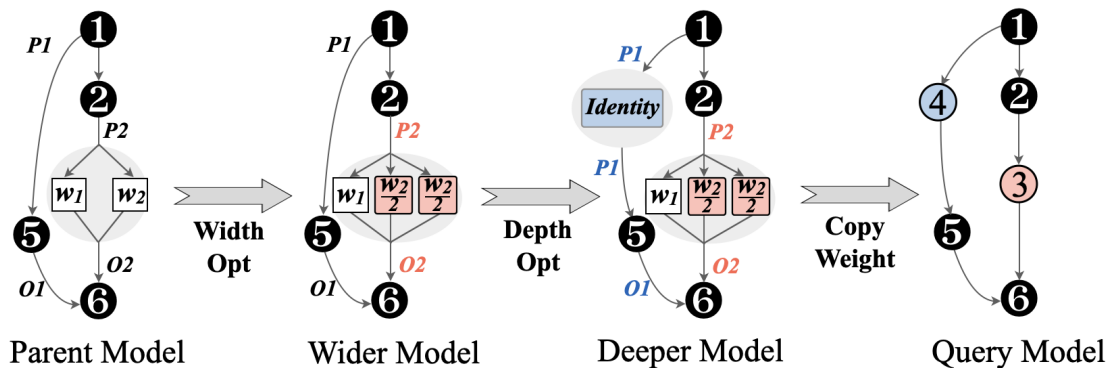 1
P1
2
P2
w1
w2
5
O2
O1
6
Parent Model
Width
Opt
1
P1
2
P2
w1
w2
2
w2
2
5
O2
O1
6
Wider Model
Depth
Opt
1
P1
Identity
2
P2
P1
w1
w2
2
w2
2
5
O2
O1
6
Deeper Model
Copy
Weight
1
4
2
3
5
6
Query Model